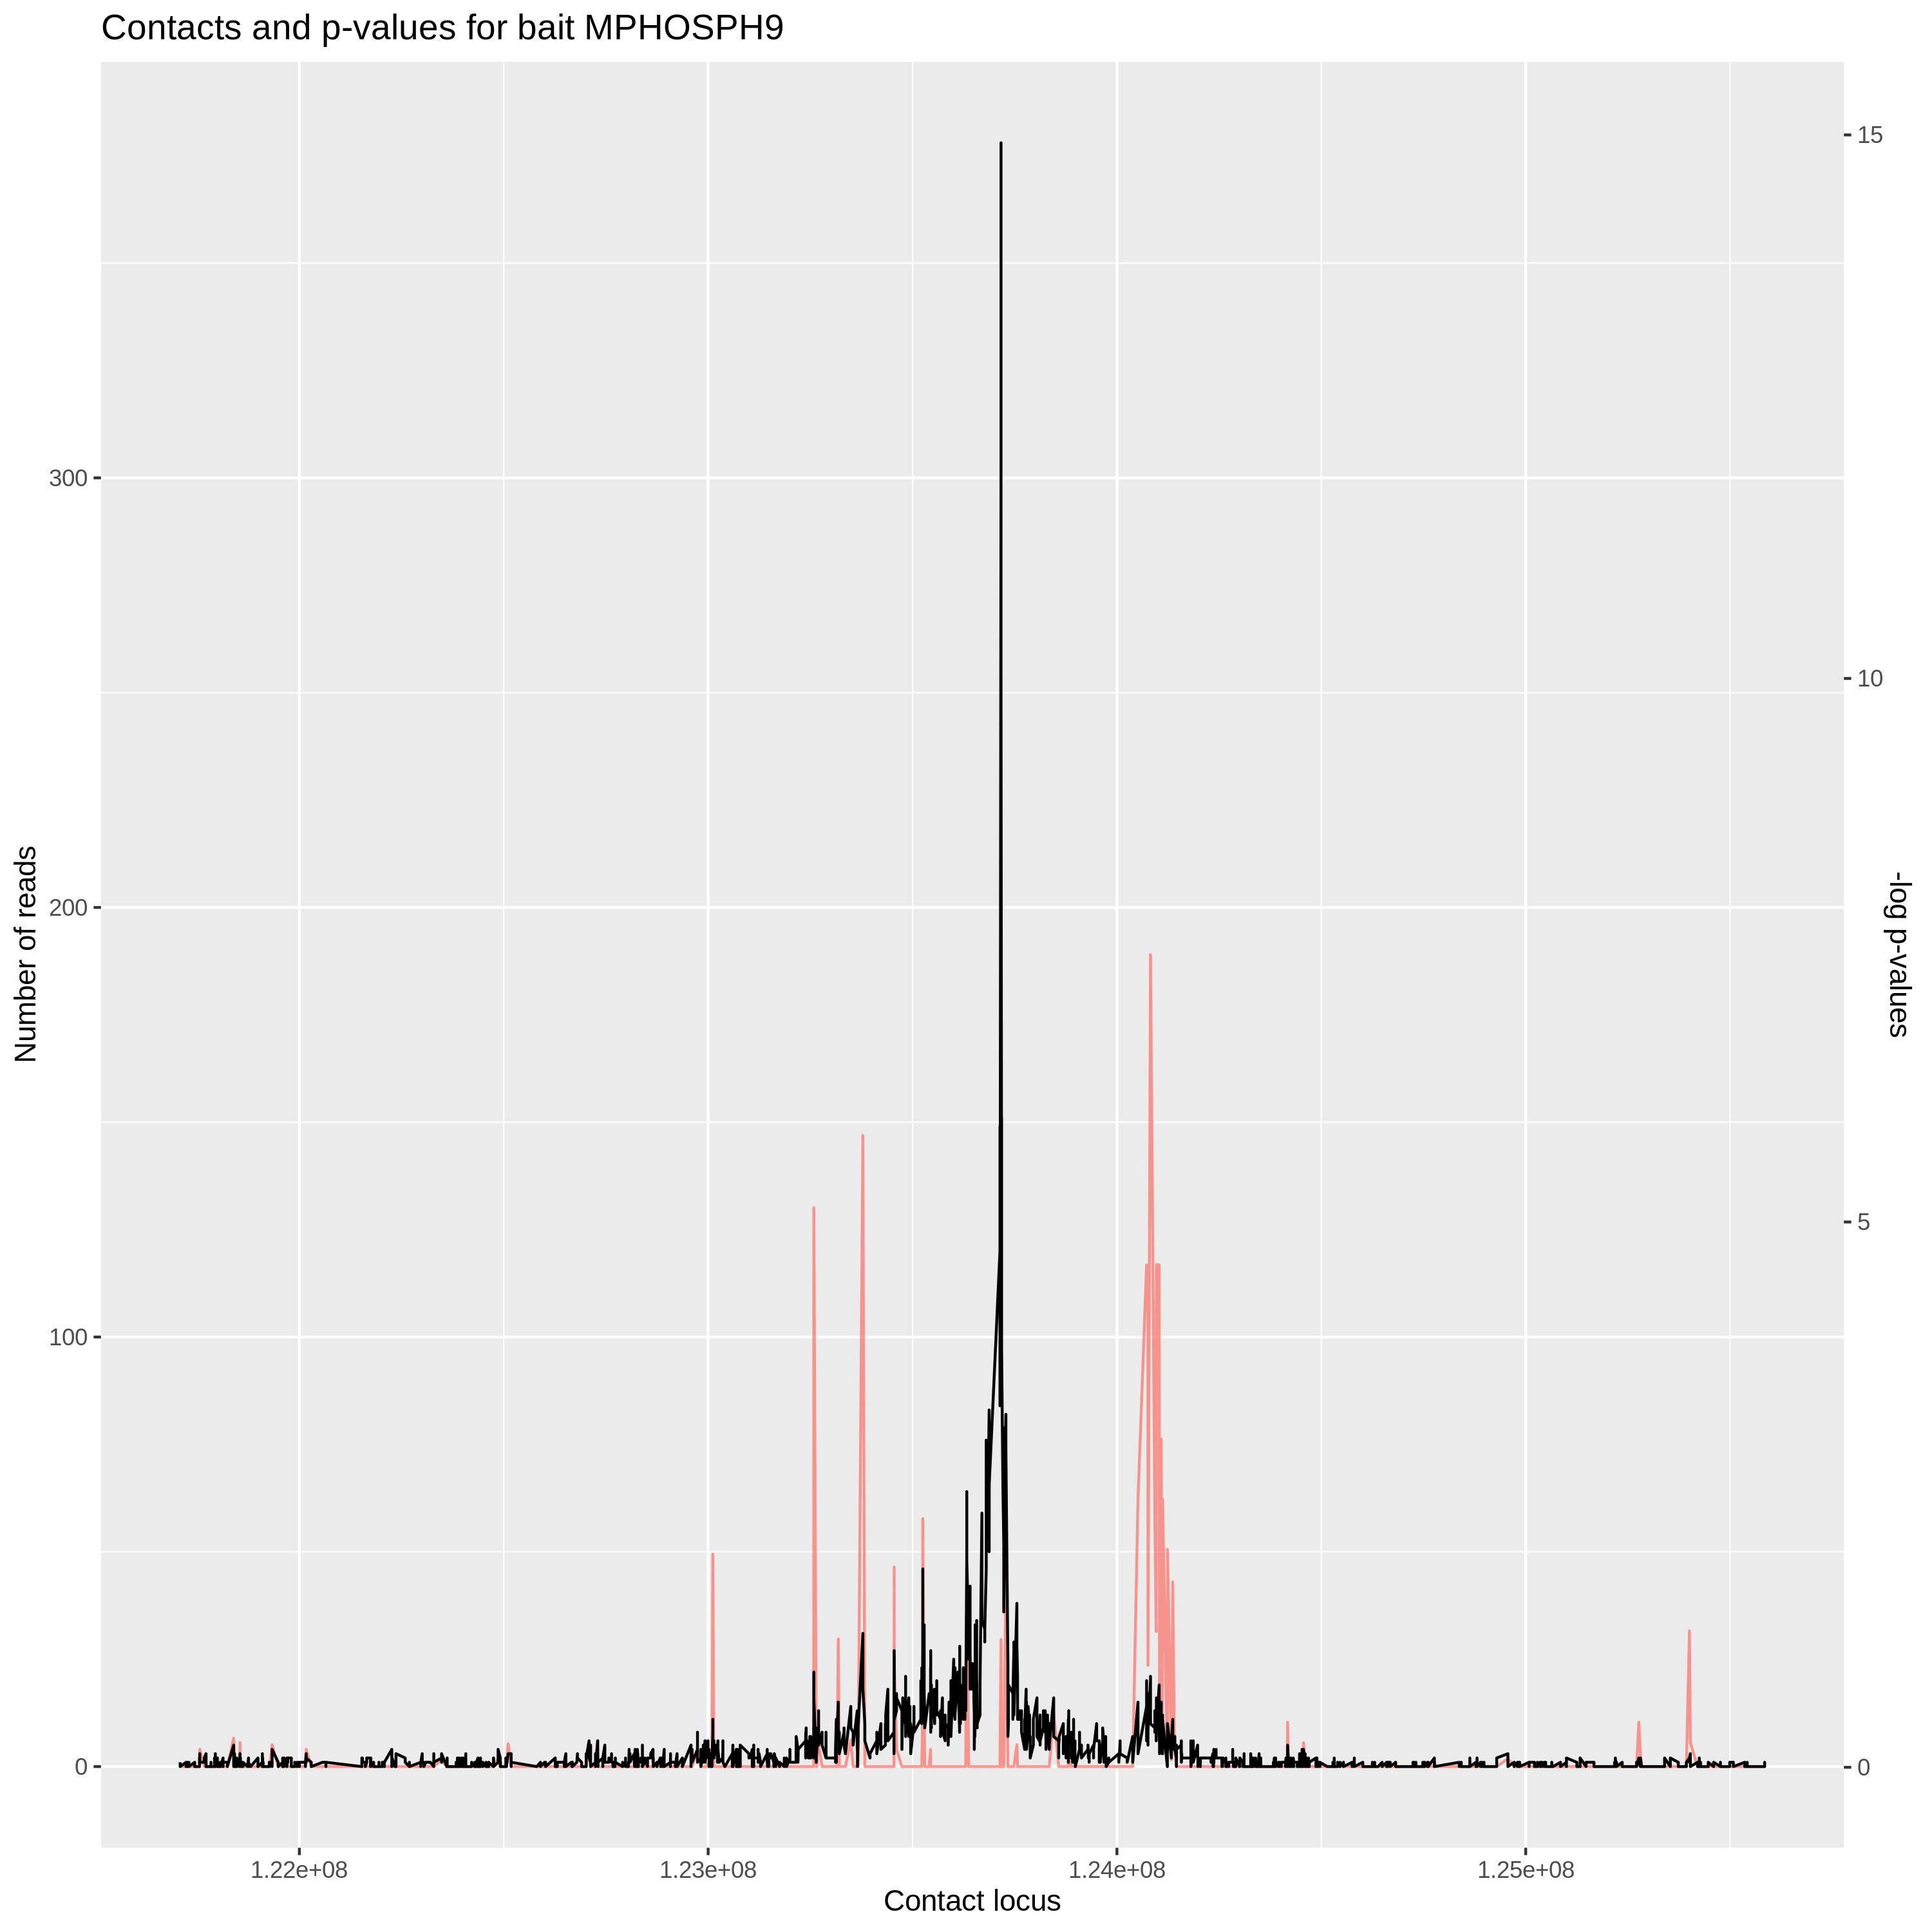 Contacts and p-values for bait MPHOSPH9
Number of reads
300
200
100
0
15
10
5
0
-log p-values
1.22e+08
1.23e+08
1.24e+08
1.25e+08
Contact locus